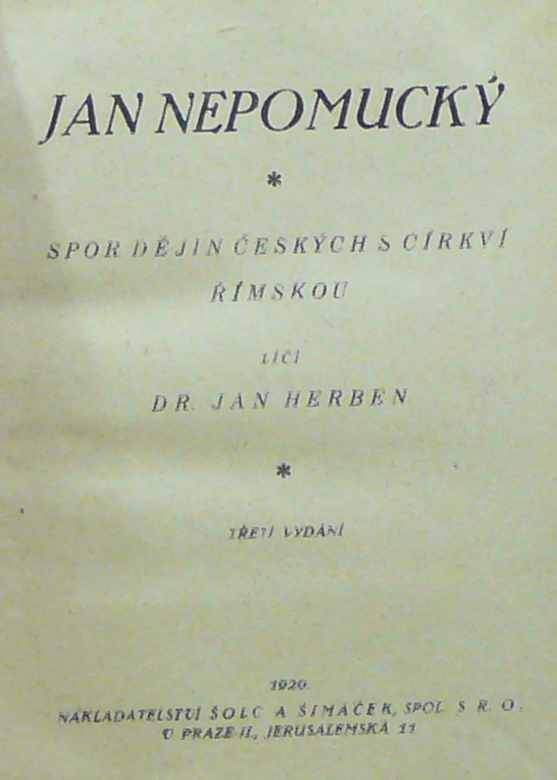 JAN NEPOMUCKÝ
*
SPOR DĚJIN ČESKÝCH S CÍRKVÍ
ŘÍMSKOU
LÍČÍ
DR. JAN HERBEN
*
TŘETÍ VYDÁNÍ
1920.
NAKLADATELSTVÍ ŠOLC A ŠIMÁČEK, SPOL. S R. O.
V PRAZE II., JERUSALEMSKÁ 11